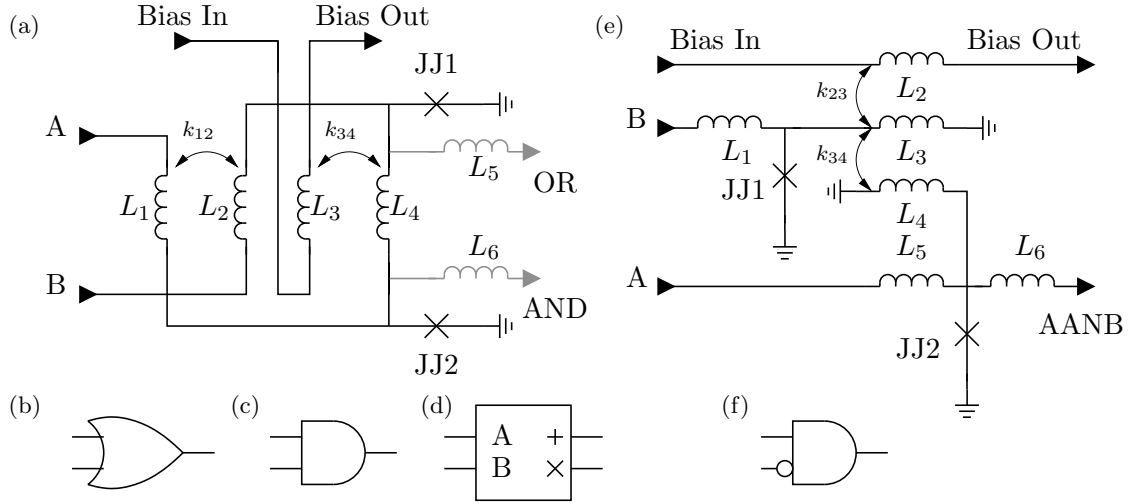 (a)
Bias In
Bias Out
JJ1
A
k12
k34
L5
OR
L1
L2
L3
L4
L6
B
AND
JJ2
(e)
Bias In
Bias Out
k23
L2
B
L1
L3
k34
JJ1
L4
L5
L6
A
AANB
JJ2
(b)
(c)
(d)
A +
B ×
(f)